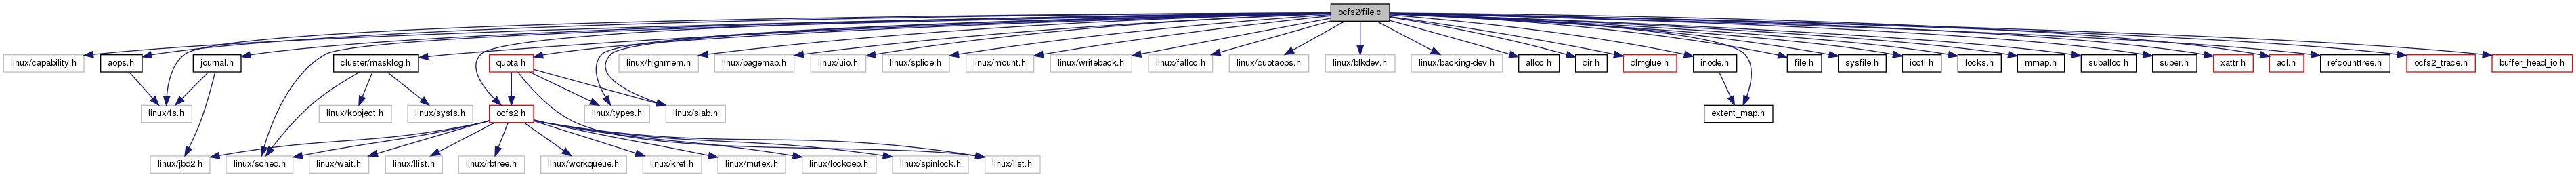 ocfs2/file.c
linux/capability.h
aops.h
journal.h
cluster/masklog.h
quota.h
linux/highmem.h
linux/pagemap.h
linux/uio.h
linux/splice.h
linux/mount.h
linux/writeback.h
linux/falloc.h
linux/quotaops.h
linux/blkdev.h
linux/backing-dev.h
alloc.h
dir.h
dlmglue.h
inode.h
file.h
sysfile.h
ioctl.h
locks.h
mmap.h
suballoc.h
super.h
xattr.h
acl.h
refcounttree.h
ocfs2_trace.h
buffer_head_io.h
linux/fs.h
linux/kobject.h
linux/sysfs.h
ocfs2.h
linux/types.h
linux/slab.h
extent_map.h
linux/jbd2.h
linux/sched.h
linux/wait.h
linux/llist.h
linux/rbtree.h
linux/workqueue.h
linux/kref.h
linux/mutex.h
linux/lockdep.h
linux/spinlock.h
linux/list.h